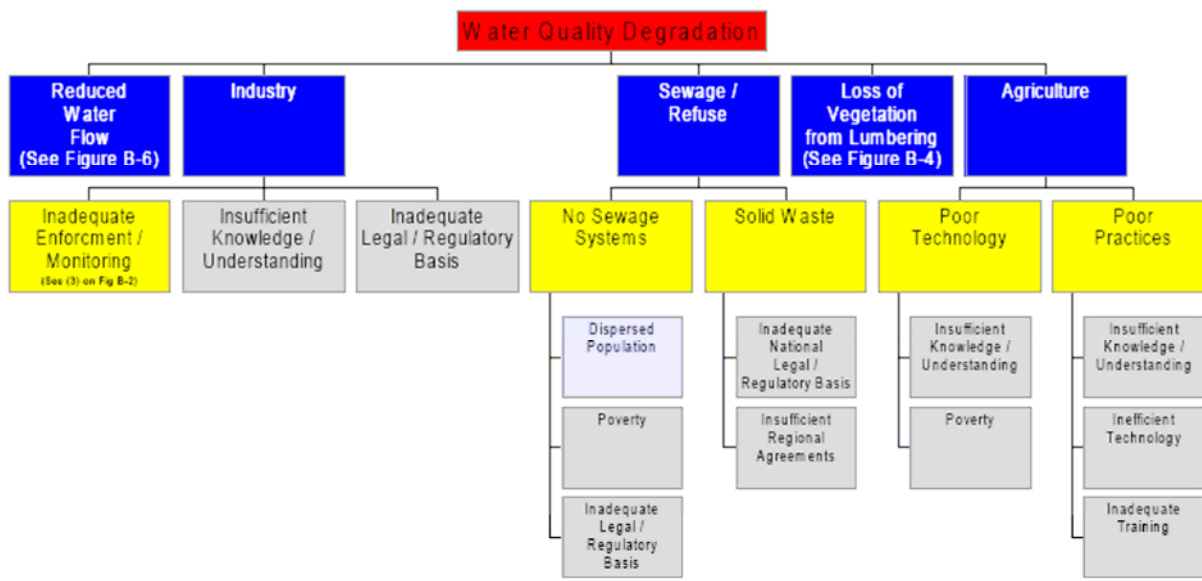 Water Quality Degradation
Reduced
Water
Flow
(See Figure B-6)
Industry
Sewage /
Refuse
Loss of
Vegetation
from Lumbering
(See Figure B-4)
Agriculture
Inadequate
Enforcment /
Monitoring
(See (3) on Fig B-2)
Insufficient
Knowledge /
Understanding
Inadequate
Legal / Regulatory
Basis
No Sewage
Systems
Solid Waste
Poor
Technology
Poor
Practices
Dispersed
Population
Poverty
Inadequate
Legal /
Regulatory
Basis
Inadequate
National
Legal /
Regulatory Basis
Insufficient
Regional
Agreements
Insufficient
Knowledge /
Understanding
Poverty
Insufficient
Knowledge /
Understanding
Inefficient
Technology
Inadequate
Training